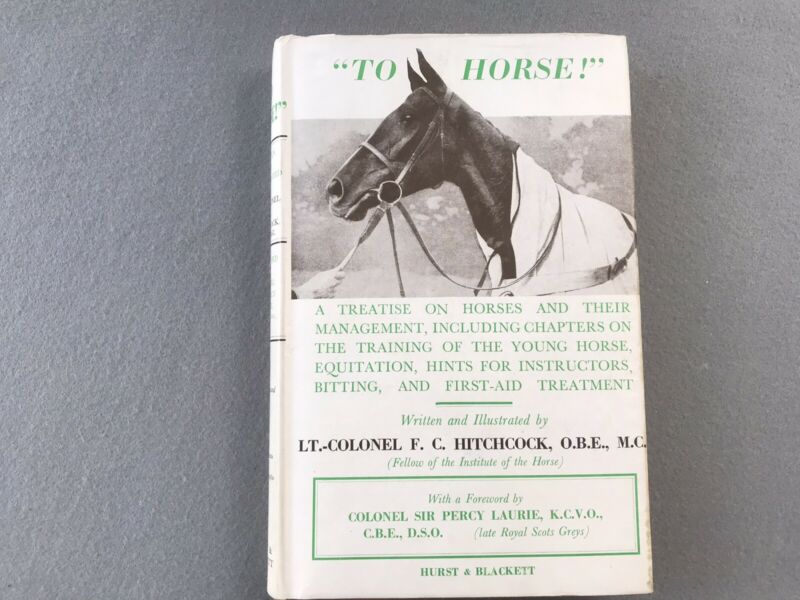 “TO HORSE!”
A TREATISE ON HORSES AND THEIR
MANAGEMENT, INCLUDING CHAPTERS ON
THE TRAINING OF THE YOUNG HORSE,
EQUITATION, HINTS FOR INSTRUCTORS,
BITTING, AND FIRST-AID TREATMENT
Written and Illustrated by
LT.-COLONEL F. C. HITCHCOCK, O.B.E., M.C.
(Fellow of the Institute of the Horse)
With a Foreword by
COLONEL SIR PERCY LAURIE, K.C.V.O.,
C.B.E., D.S.O. (late Royal Scots Greys)
HURST & BLACKETT